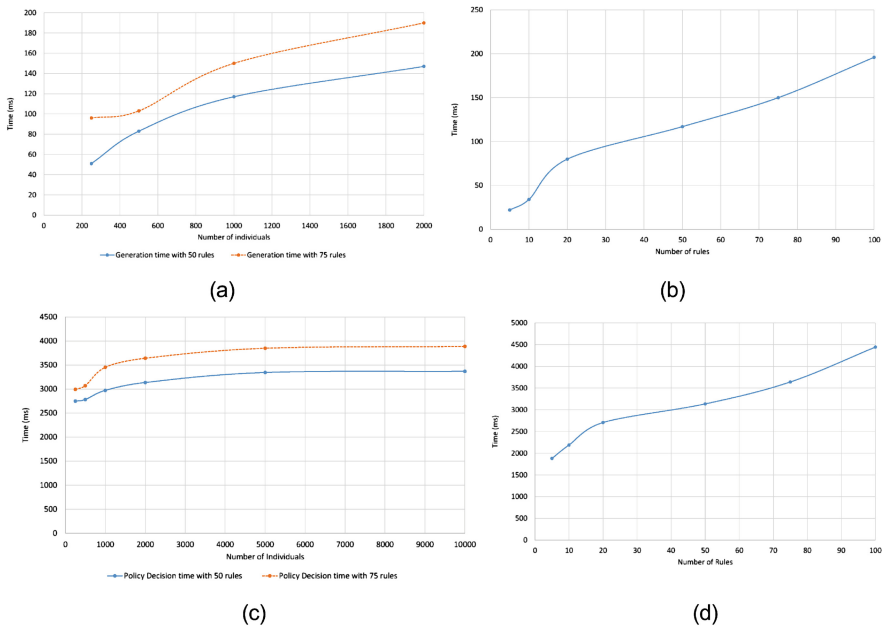 200
180
160
140
120
100
80
60
40
20
0
Time (ms)
0 200 400 600 800 1000 1200 1400 1600 1800 2000
Number of individuals
Generation time with 50 rules Generation time with 75 rules
(a)
250
200
150
100
50
0
Time (ms)
0 10 20 30 40 50 60 70 80 90 100
Number of rules
(b)
4500
4000
3500
3000
2500
2000
1500
1000
500
0
Time (ms)
0 1000 2000 3000 4000 5000 6000 7000 8000 9000 10000
Number of Individuals
Policy Decision time with 50 rules Policy Decision time with 75 rules
(c)
5000
4500
4000
3500
3000
2500
2000
1500
1000
500
0
Time (ms)
0 10 20 30 40 50 60 70 80 90 100
Number of Rules
(d)